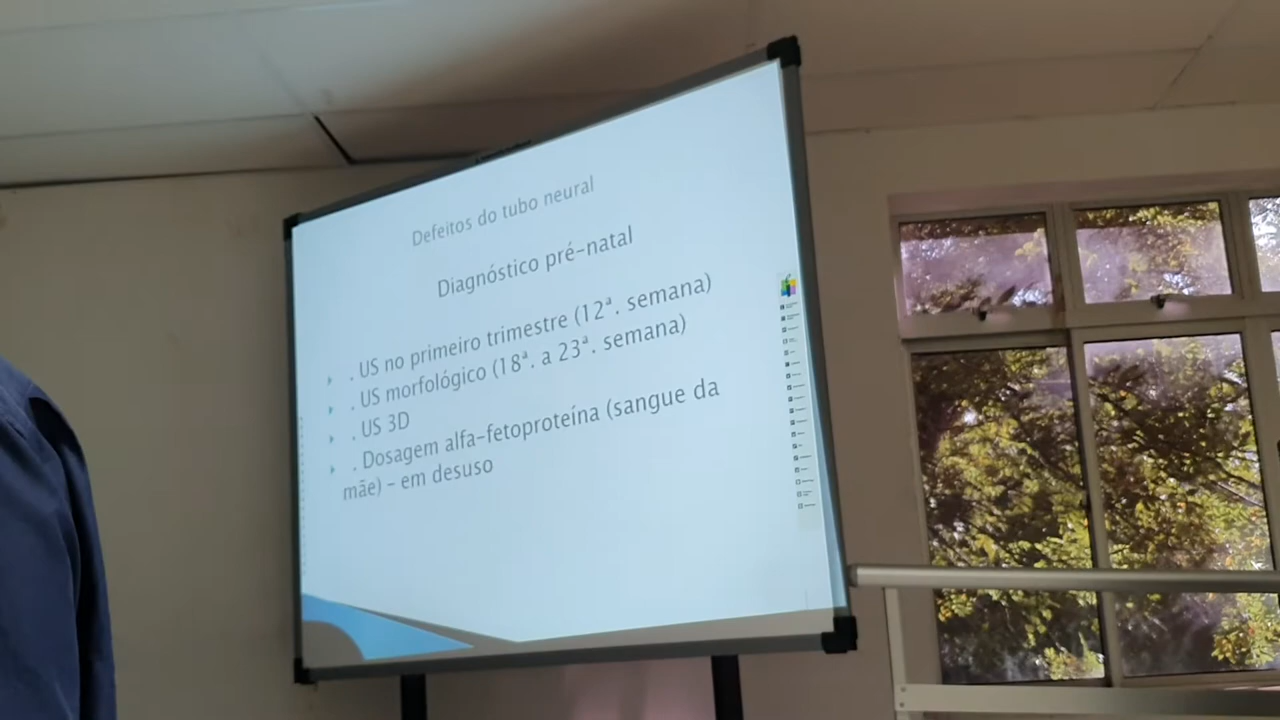 Defeitos do tubo neural
Diagnóstico pré-natal
. US no primeiro trimestre (12ª. semana)
. US morfológico (18ª. a 23ª. semana)
. US 3D
. Dosagem alfa-fetoproteína (sangue da
mãe) - em desuso